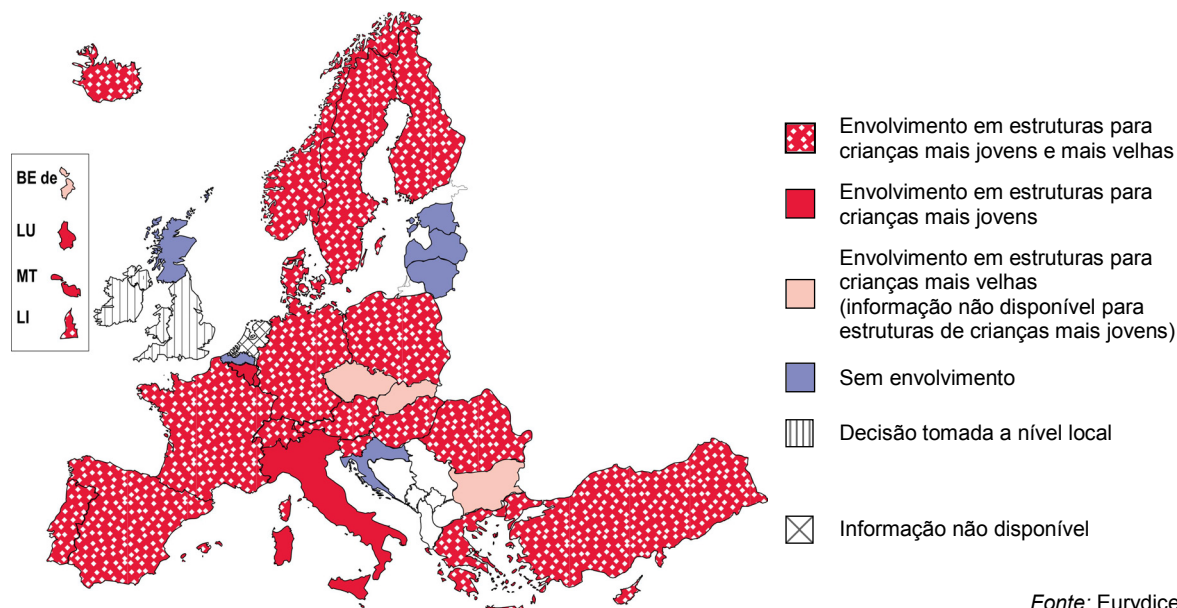 BE de
LU
MT
LI
Envolvimento em estruturas para
crianças mais jovens e mais velhas
Envolvimento em estruturas para
crianças mais jovens
Envolvimento em estruturas para
crianças mais velhas
(informação não disponível para
estruturas de crianças mais jovens)
Sem envolvimento
Decisão tomada a nível local
Informação não disponível
Fonte: Eurydice